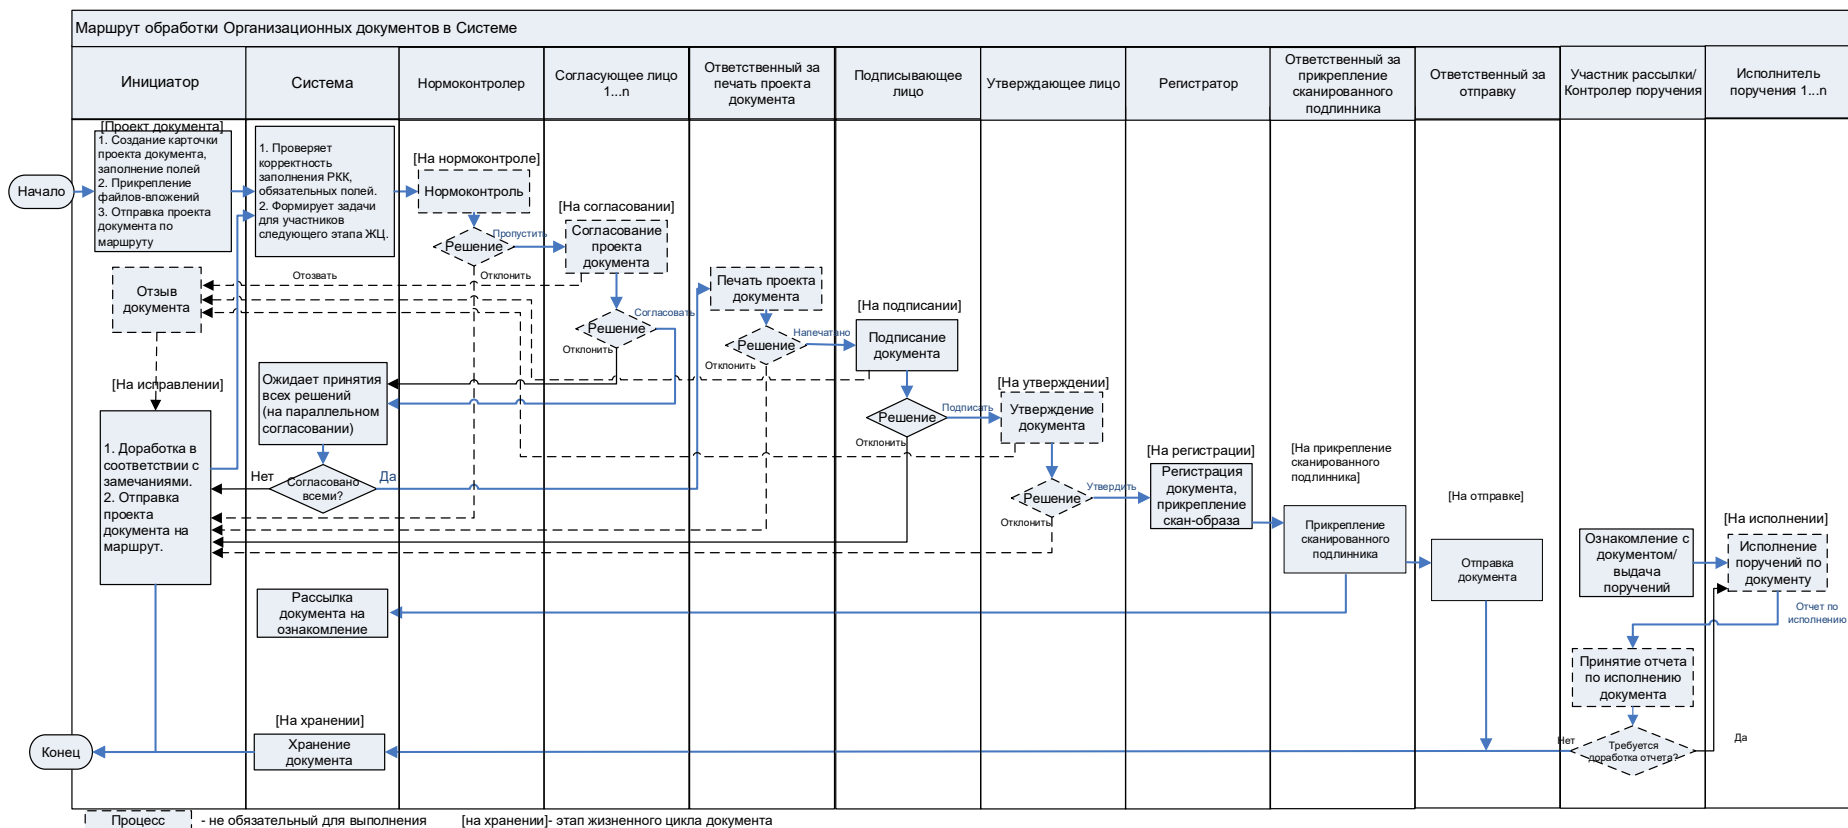 Маршрут обработки Организационных документов в Системе
Инициатор
Система
Нормоконтролер
Согласующее лицо
1...n
Ответственный за
печать проекта
документа
Подписывающее
лицо
Утверждающее лицо
Регистратор
Ответственный за
прикрепление
сканированного
подлинника
Ответственный за
отправку
Участник рассылки/
Контролер поручения
Исполнитель
поручения 1...n
Начало
[Проект документа]
1. Создание карточки
проекта документа,
заполнение полей
2. Прикрепление
файлов-вложений
3. Отправка проекта
документа по
маршруту
1. Проверяет
корректность
заполнения РКК,
обязательных полей.
2. Формирует задачи
для участников
следующего этапа ЖЦ.
[На нормоконтроле]
Нормоконтроль
Решение
Пропустить
Отклонить
[На согласовании]
Согласование
проекта
документа
Отозвать
Решение
Согласовать
Отклонить
Отзыв
документа
Печать проекта
документа
Решение
Напечатано
Отклонить
[На подписании]
Подписание
документа
Решение
Подписать
Отклонить
[На исправлении]
1. Доработка в
соответствии с
замечаниями.
2. Отправка
проекта
документа на
маршрут.
Ожидает принятия
всех решений
(на параллельном
согласовании)
Согласовано
всеми?
Нет
Да
[На утверждении]
Утверждение
документа
Решение
Утвердить
Отклонить
[На регистрации]
Регистрация
документа,
прикрепление
скан-образа
[На прикрепление
сканированного
подлинника]
Прикрепление
сканированного
подлинника
[На отправке]
Отправка
документа
Ознакомление с
документом/
выдача
поручений
[На исполнении]
Исполнение
поручений по
документу
Отчет по
исполнению
Рассылка
документа на
ознакомление
Принятие отчета
по исполнению
документа
Требуется
доработка отчета?
Нет
Да
[На хранении]
Хранение
документа
Конец
Процесс
- не обязательный для выполнения
[на хранении]- этап жизненного цикла документа